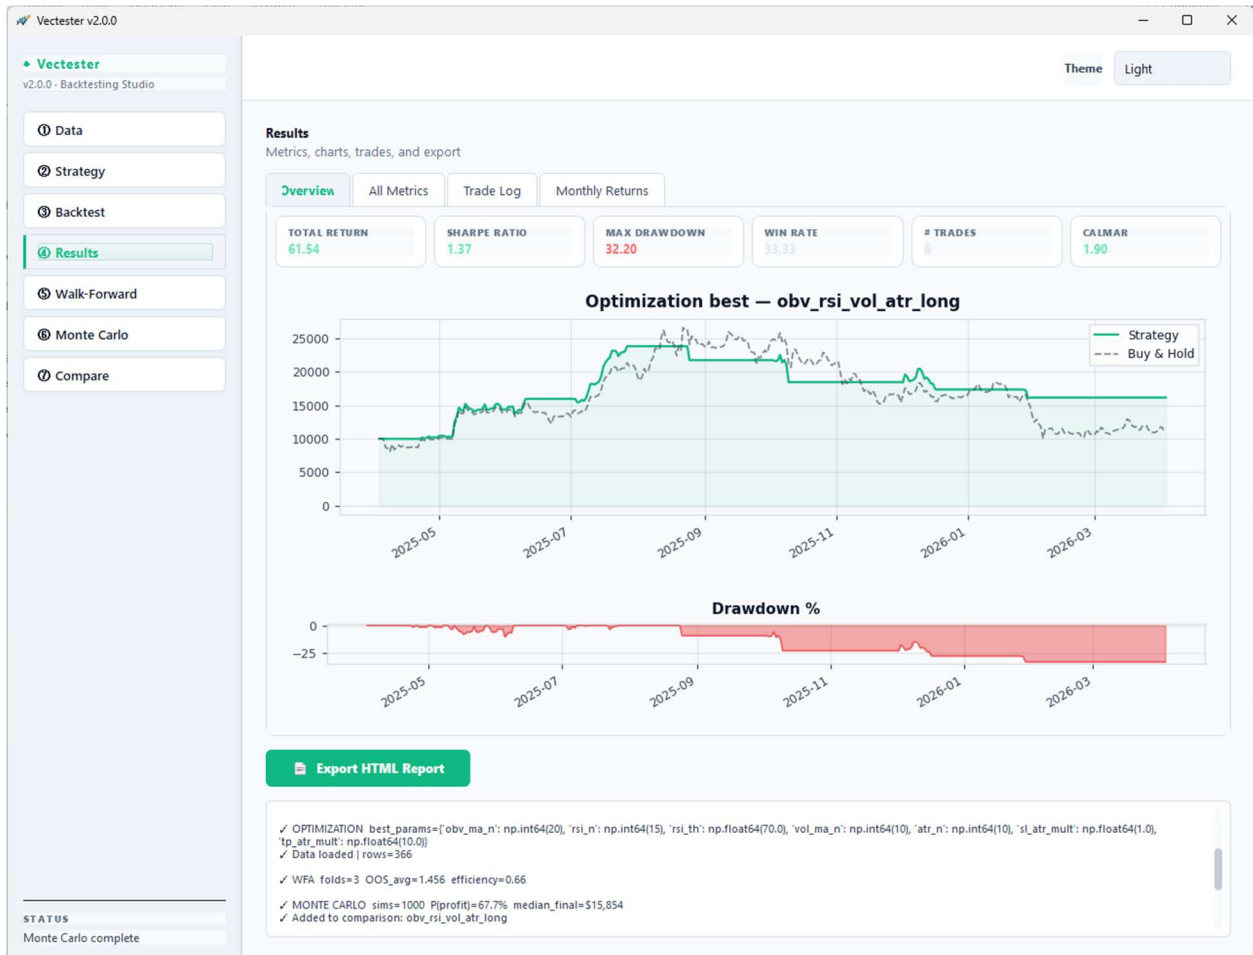 Vectester v2.0.0
Vectester
v2.0.0 - Backtesting Studio
① Data
② Strategy
③ Backtest
④ Results
⑤ Walk-Forward
⑥ Monte Carlo
⑦ Compare
STATUS
Monte Carlo complete
Theme Light
Results
Metrics, charts, trades, and export
Overview All Metrics Trade Log Monthly Returns
TOTAL RETURN SHARPE RATIO MAX DRAWDOWN WIN RATE # TRADES CALMAR
61.54 1.37 32.20 33.33 6 1.90
Optimization best — obv_rsi_vol_atr_long
Strategy
Buy & Hold
25000
20000
15000
10000
5000
0
2025-05 2025-07 2025-09 2025-11 2026-01 2026-03
Drawdown %
0
−25
2025-05 2025-07 2025-09 2025-11 2026-01 2026-03
Export HTML Report
✓ OPTIMIZATION best_params={'obv_ma_n': np.int64(20), 'rsi_n': np.int64(15), 'rsi_th': np.float64(70.0), 'vol_ma_n': np.int64(10), 'atr_n': np.int64(10), 'sl_atr_mult': np.float64(1.0),
'tp_atr_mult': np.float64(10.0)}
✓ Data loaded | rows=366
✓ WFA folds=3 OOS_avg=1.456 efficiency=0.66
✓ MONTE CARLO sims=1000 P(profit)=67.7% median_final=$15,854
✓ Added to comparison: obv_rsi_vol_atr_long